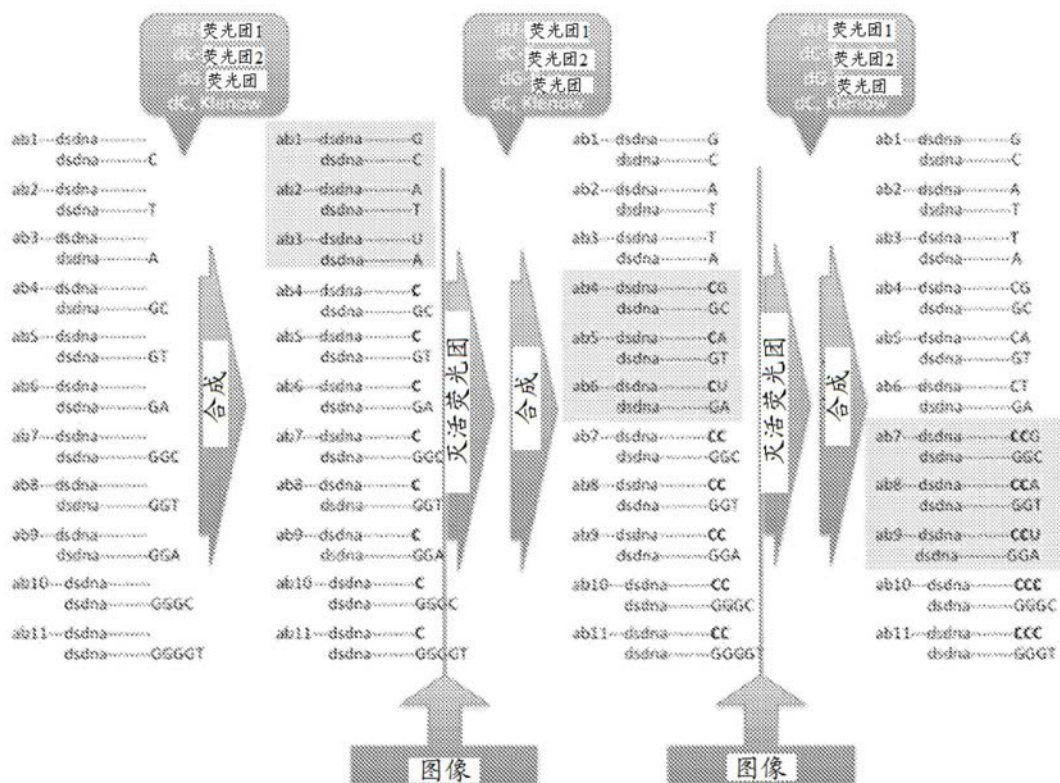 荧光团1
荧光团2
荧光团
dC, Klenow
荧光团1
荧光团2
荧光团
dC, Klenow
荧光团1
荧光团2
荧光团
dC, Klenow
ab1---dsdna--------
dsdna--------C
ab2---dsdna--------
dsdna--------T
ab3---dsdna--------
dsdna--------A
ab4---dsdna--------
dsdna--------GC
ab5---dsdna--------
dsdna--------GT
ab6---dsdna--------
dsdna--------GA
ab7---dsdna--------
dsdna--------GGC
ab8---dsdna--------
dsdna--------GGT
ab9---dsdna--------
dsdna--------GGA
ab10---dsdna--------
dsdna--------GGGC
ab11---dsdna--------
dsdna--------GGGGT
合成
ab1---dsdna--------G
dsdna--------C
ab2---dsdna--------A
dsdna--------T
ab3---dsdna--------U
dsdna--------A
ab4---dsdna--------C
dsdna--------GC
ab5---dsdna--------C
dsdna--------GT
ab6---dsdna--------C
dsdna--------GA
ab7---dsdna--------C
dsdna--------GGC
ab8---dsdna--------C
dsdna--------GGT
ab9---dsdna--------C
dsdna--------GGA
ab10---dsdna--------C
dsdna--------GGGC
ab11---dsdna--------C
dsdna--------GGGGT
灭活荧光团
合成
ab1---dsdna--------G
dsdna--------C
ab2---dsdna--------A
dsdna--------T
ab3---dsdna--------T
dsdna--------A
ab4---dsdna--------CG
dsdna--------GC
ab5---dsdna--------CA
dsdna--------GT
ab6---dsdna--------CU
dsdna--------GA
ab7---dsdna--------CC
dsdna--------GGC
ab8---dsdna--------CC
dsdna--------GGT
ab9---dsdna--------CC
dsdna--------GGA
ab10---dsdna--------CC
dsdna--------GGGC
ab11---dsdna--------CC
dsdna--------GGGGT
灭活荧光团
合成
ab1---dsdna--------G
dsdna--------C
ab2---dsdna--------A
dsdna--------T
ab3---dsdna--------T
dsdna--------A
ab4---dsdna--------CG
dsdna--------GC
ab5---dsdna--------CA
dsdna--------GT
ab6---dsdna--------CT
dsdna--------GA
ab7---dsdna--------CCG
dsdna--------GGC
ab8---dsdna--------CCA
dsdna--------GGT
ab9---dsdna--------CCU
dsdna--------GGA
ab10---dsdna--------CCC
dsdna--------GGGC
ab11---dsdna--------CCC
dsdna--------GGGT
图像
图像